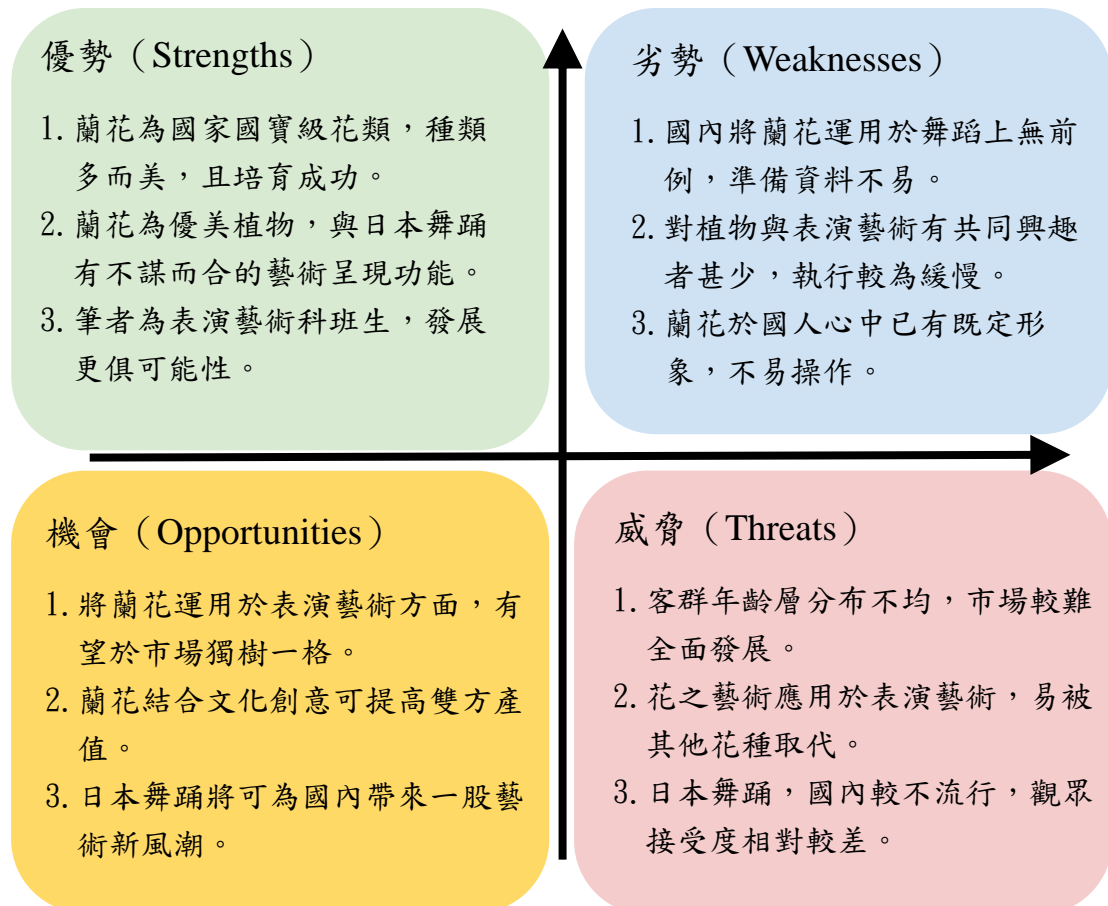 優勢（Strengths）
1. 蘭花為國家國寶級花類，種類
多而美，且培育成功。
2. 蘭花為優美植物，與日本舞踊
有不謀而合的藝術呈現功能。
3. 筆者為表演藝術科班生，發展
更俱可能性。
劣勢（Weaknesses）
1. 國內將蘭花運用於舞蹈上無前
例，準備資料不易。
2. 對植物與表演藝術有共同興趣
者甚少，執行較為緩慢。
3. 蘭花於國人心中已有既定形
象，不易操作。
機會（Opportunities）
1. 將蘭花運用於表演藝術方面，有
望於市場獨樹一格。
2. 蘭花結合文化創意可提高雙方產
值。
3. 日本舞踊將可為國內帶來一股藝
術新風潮。
威脅（Threats）
1. 客群年齡層分布不均，市場較難
全面發展。
2. 花之藝術應用於表演藝術，易被
其他花種取代。
3. 日本舞踊，國內較不流行，觀眾
接受度相對較差。